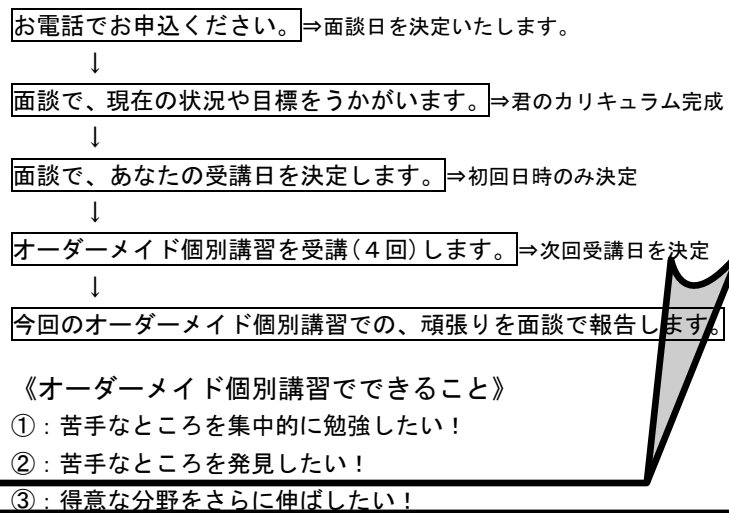 お電話でお申込ください。⇒面談日を決定いたします。
↓
面談で、現在の状況や目標をうかがいます。⇒君のカリキュラム完成
↓
面談で、あなたの受講日を決定します。⇒初回日時のみ決定
↓
オーダーメイド個別講習を受講(４回)します。⇒次回受講日を決定
↓
今回のオーダーメイド個別講習での、頑張りを面談で報告します。
《オーダーメイド個別講習でできること》
①：苦手なところを集中的に勉強したい！
②：苦手なところを発見したい！
③：得意な分野をさらに伸ばしたい！